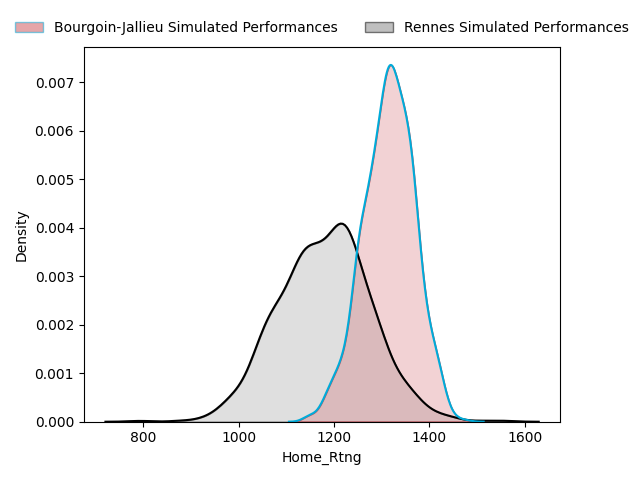 Bourgoin-Jallieu Simulated Performances
Rennes Simulated Performances
0.007
0.006
0.005
0.004
0.003
0.002
0.001
0.000
Density
800 1000 1200 1400 1600
Home_Rtng